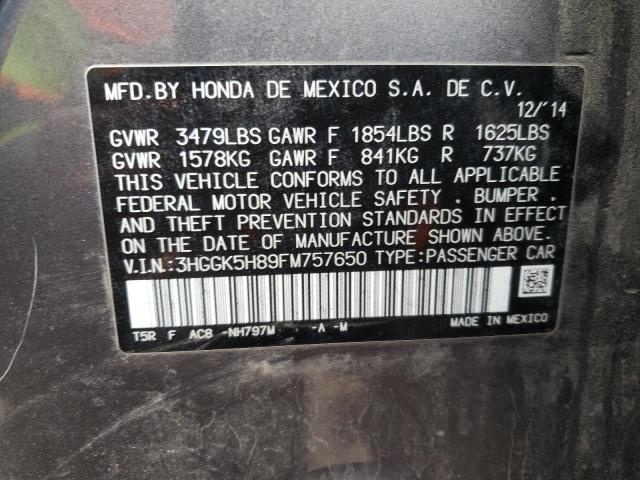 MFD.BY HONDA DE MEXICO S.A. DE C.V.
12/'14
GVWR 3479LBS GAWR F 1854LBS R 1625LBS
GVWR 1578KG GAWR F 841KG R 737KG
THIS VEHICLE CONFORMS TO ALL APPLICABLE
FEDERAL MOTOR VEHICLE SAFETY . BUMPER .
AND THEFT PREVENTION STANDARDS IN EFFECT
ON THE DATE OF MANUFACTURE SHOWN ABOVE.
V.I.N.:3HGGK5H89FM757650 TYPE:PASSENGER CAR
T5R F AC8 -NH797M -A -M
MADE IN MEXICO